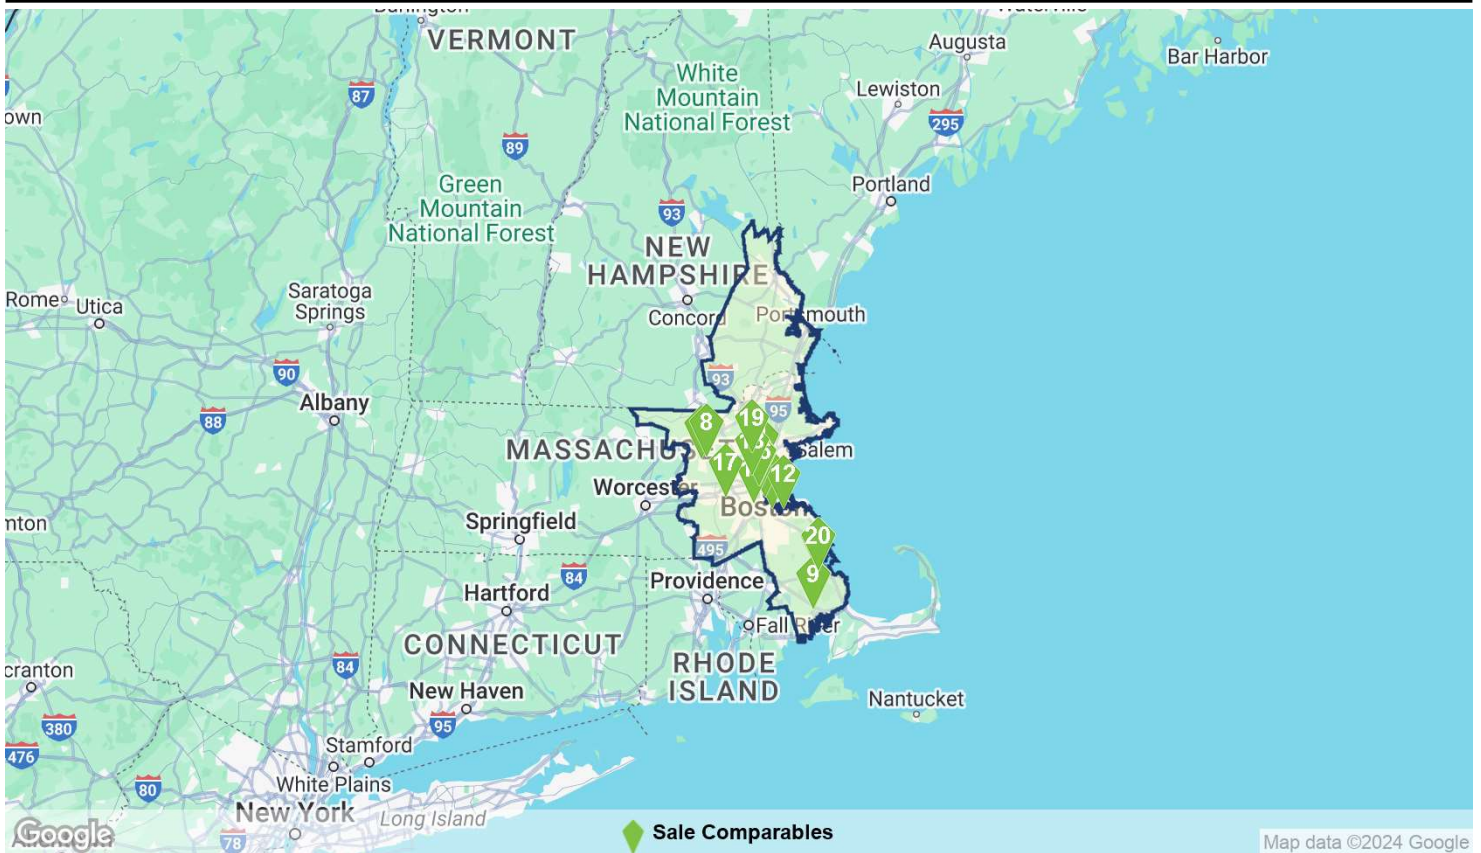 VERMONT
Augusta
Bar Harbor
White
Mountain
National Forest
Lewiston
87
own
295
89
Green
Mountain
National Forest
Portland
93
NEW
HAMPSHIRE
Rome
Utica
Saratoga
Springs
Concord
Portsmouth
90
93
Albany
95
88
19
8
MASSACHUS
Salem
17
12
Worcester
Boston
mton
Springfield
20
495
84
Providence
9
Hartford
Fall River
CONNECTICUT
RHODE
ISLAND
84
cranton
New Haven
Nantucket
95
380
476
Stamford
White Plains
80
New York
Long Island
78
Google
Sale Comparables
Map data ©2024 Google